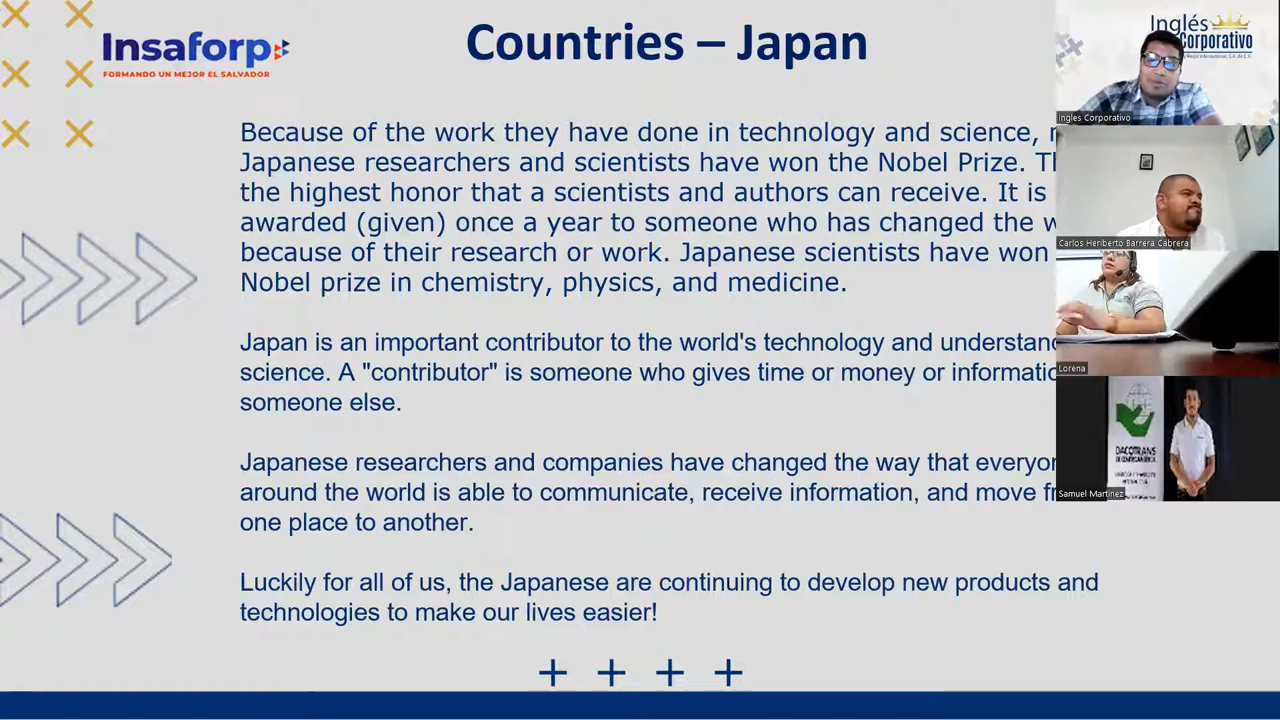 Insaforp
FORMANDO UN MEJOR EL SALVADOR
Countries – Japan
Inglés
Corporativo
Because of the work they have done in technology and science,
Japanese researchers and scientists have won the Nobel Prize.
the highest honor that a scientists and authors can receive. It is
awarded (given) once a year to someone who has changed the
because of their research or work. Japanese scientists have won
Nobel prize in chemistry, physics, and medicine.
Japan is an important contributor to the world's technology and
science. A "contributor" is someone who gives time or money or
someone else.
Japanese researchers and companies have changed the way that
around the world is able to communicate, receive information, and move
one place to another.
Luckily for all of us, the Japanese are continuing to develop new products and
technologies to make our lives easier!
Ingles Corporativo
Carlos Heriberto Barrera Cabrera
Lorena
DACOTRANS
DE CENTROAMERICA
Samuel Martinez